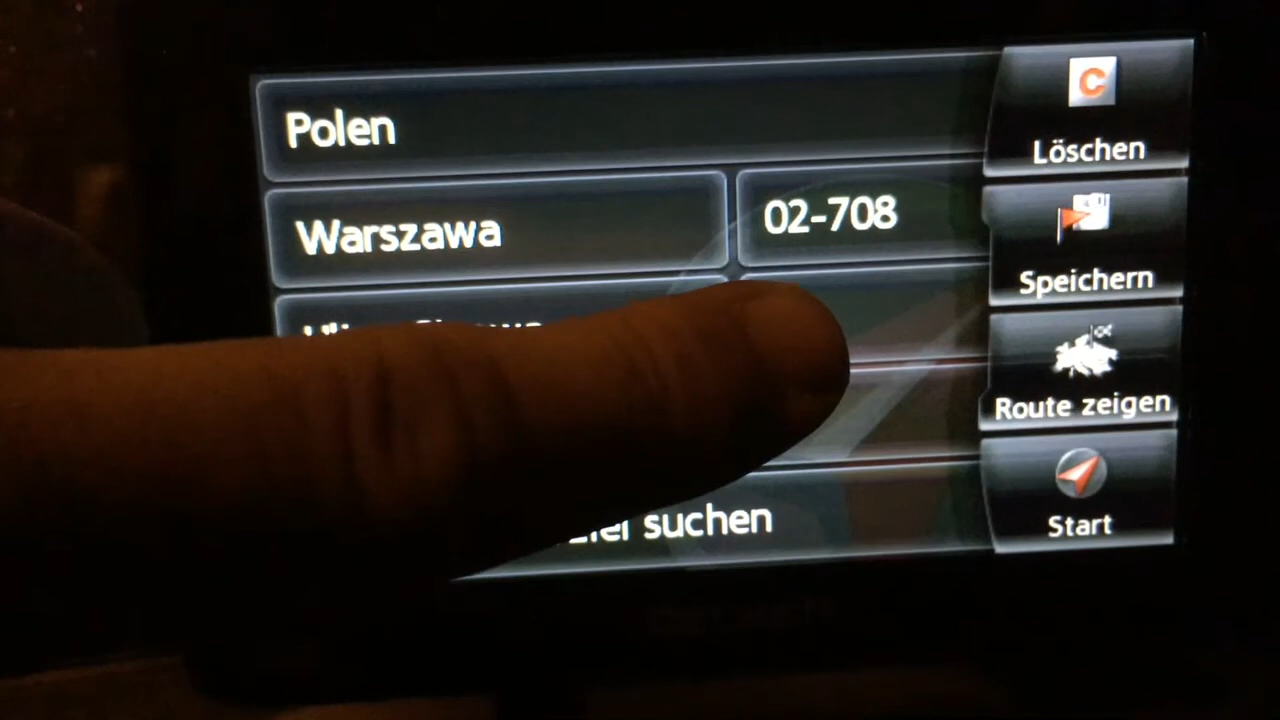 Polen
Löschen
Warszawa
02-708
Speichern
Route zeigen
suchen
Start